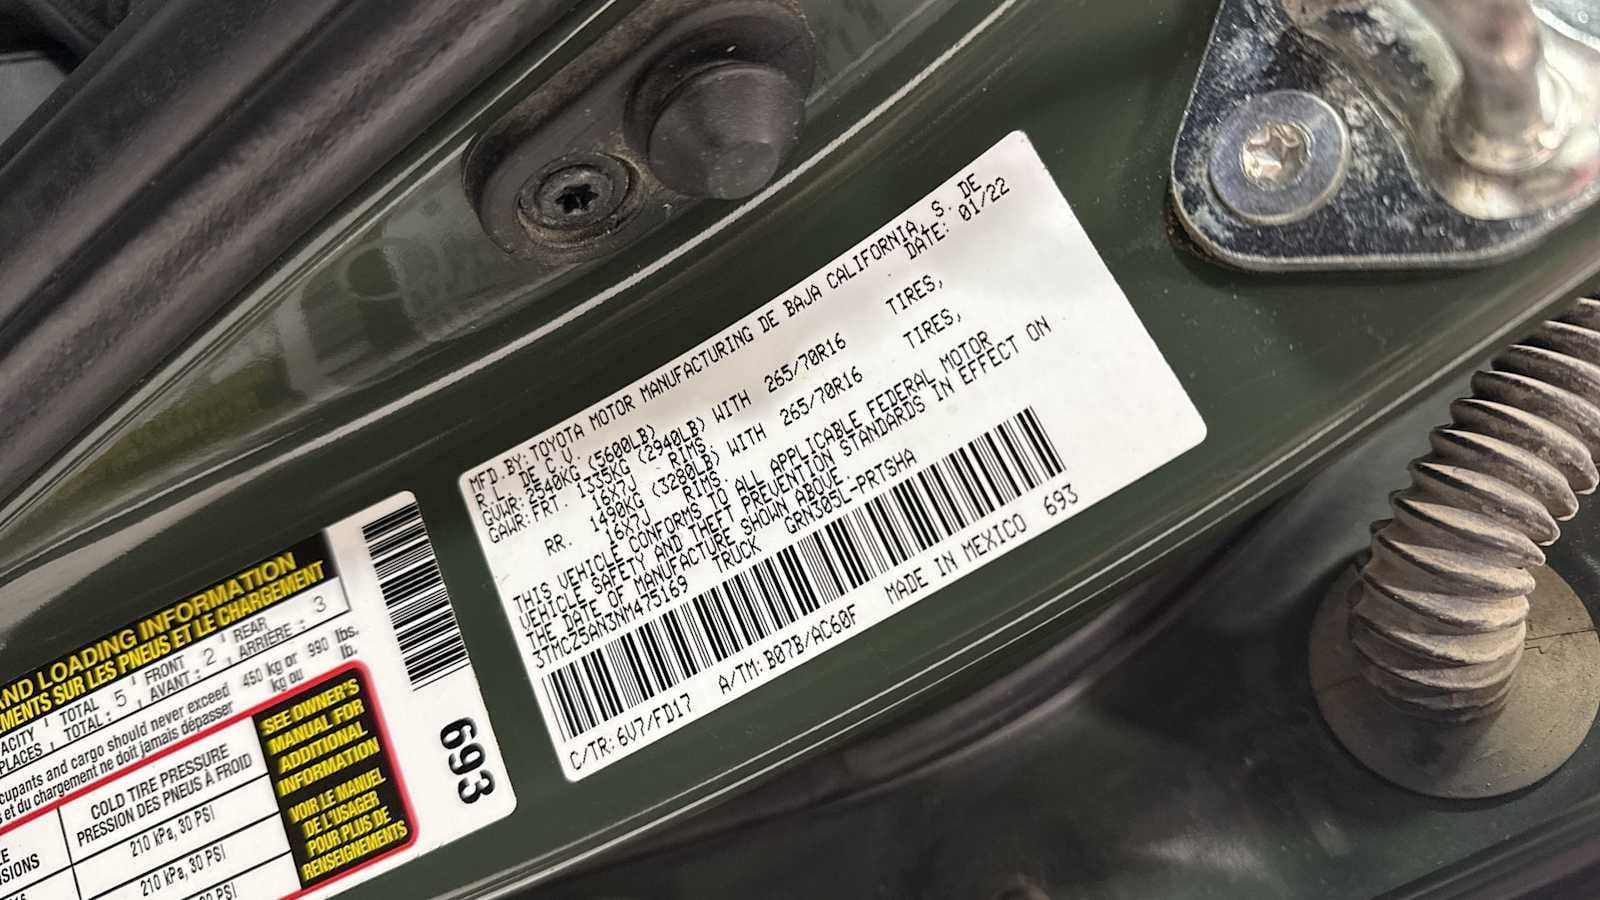 MFD. BY: TOYOTA MOTOR MANUFACTURING DE BAJA CALIFORNIA, S. DE
R.L. DE C.V. DATE: 01/22
GVWR: 2540KG (5600LB)
GAWR: FRT. 1335KG (2940LB) WITH 265/70R16 TIRES,
16X7J RIMS.
RR. 1490KG (3280LB) WITH 265/70R16 TIRES,
16X7J RIMS.
THIS VEHICLE CONFORMS TO ALL APPLICABLE FEDERAL MOTOR
VEHICLE SAFETY AND THEFT PREVENTION STANDARDS IN EFFECT ON
THE DATE OF MANUFACTURE SHOWN ABOVE.
3TMCZ5AN3NM475169 TRUCK GRN305L-PRTSHA
C/TR: 6U7/FD17 A/TM: B07B/AC60F MADE IN MEXICO 693
LOADING INFORMATION
SUR LES PNEUS ET LE CHARGEMENT
TOTAL 5 FRONT 2 REAR 3
PLACES TOTAL: AVANT: ARRIÈRE:
and cargo should never exceed 450 kg or 990 lbs.
et du chargement ne doit jamais dépasser kg ou lb.
COLD TIRE PRESSURE
PRESSION DES PNEUS À FROID
210 kPa, 30 PSI
210 kPa, 30 PSI
SEE OWNER'S
MANUAL FOR
ADDITIONAL
INFORMATION
VOIR LE MANUEL
DE L'USAGER
POUR PLUS DE
RENSEIGNEMENTS
693